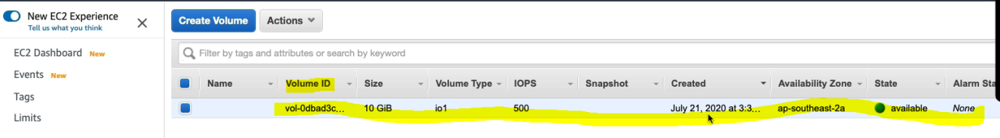 New EC2 Experience
Tell us what you think
EC2 Dashboard New
Events New
Tags
Limits
Create Volume Actions
Filter by tags and attributes or search by keyword
Name Volume ID Size Volume Type IOPS Snapshot Created Availability Zone State Alarm Sta
vol-0dbad3c... 10 GiB io1 500 July 21, 2020 at 3:3... ap-southeast-2a available None